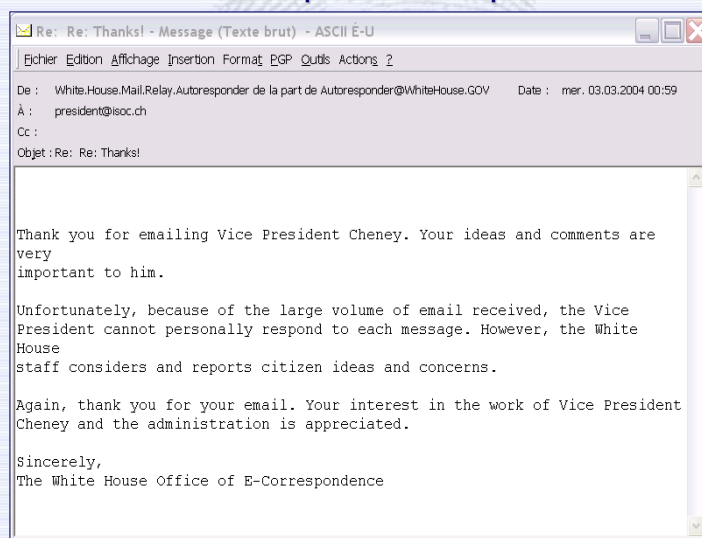 Re: Re: Thanks! - Message (Texte brut) - ASCII É-U
Fichier Edition Affichage Insertion Format PGP Outils Actions ?
De : White.House.Mail.Relay.Autoresponder de la part de Autoresponder@WhiteHouse.GOV Date : mer. 03.03.2004 00:59
À : president@isoc.ch
Cc :
Objet : Re: Re: Thanks!
Thank you for emailing Vice President Cheney. Your ideas and comments are
very
important to him.
Unfortunately, because of the large volume of email received, the Vice
President cannot personally respond to each message. However, the White
House
staff considers and reports citizen ideas and concerns.
Again, thank you for your email. Your interest in the work of Vice President
Cheney and the administration is appreciated.
Sincerely,
The White House Office of E-Correspondence